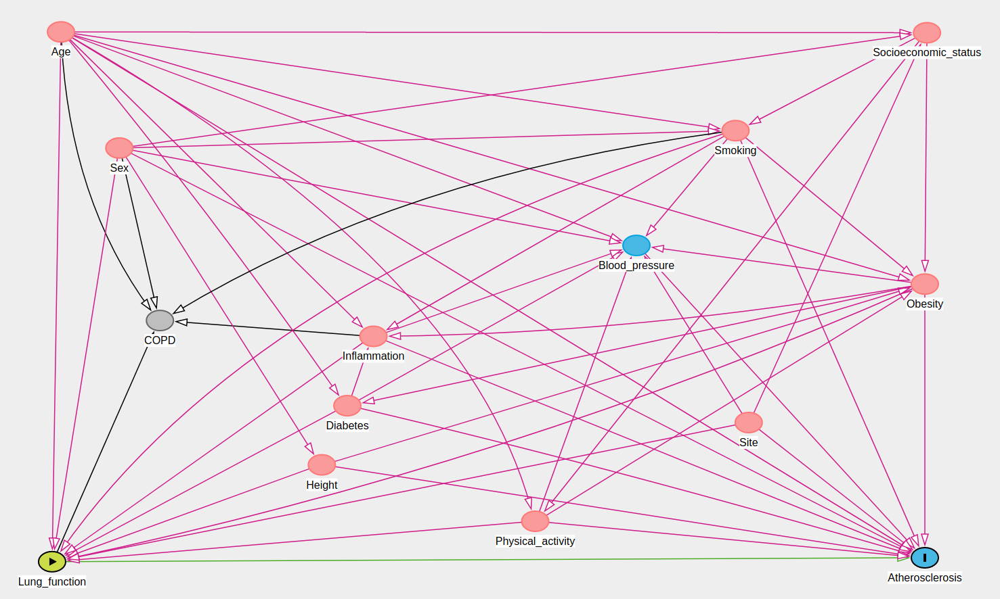 Age
Socioeconomic_status
Smoking
Sex
Blood_pressure
Obesity
COPD
Inflammation
Diabetes
Site
Height
Physical_activity
Lung_function
Atherosclerosis